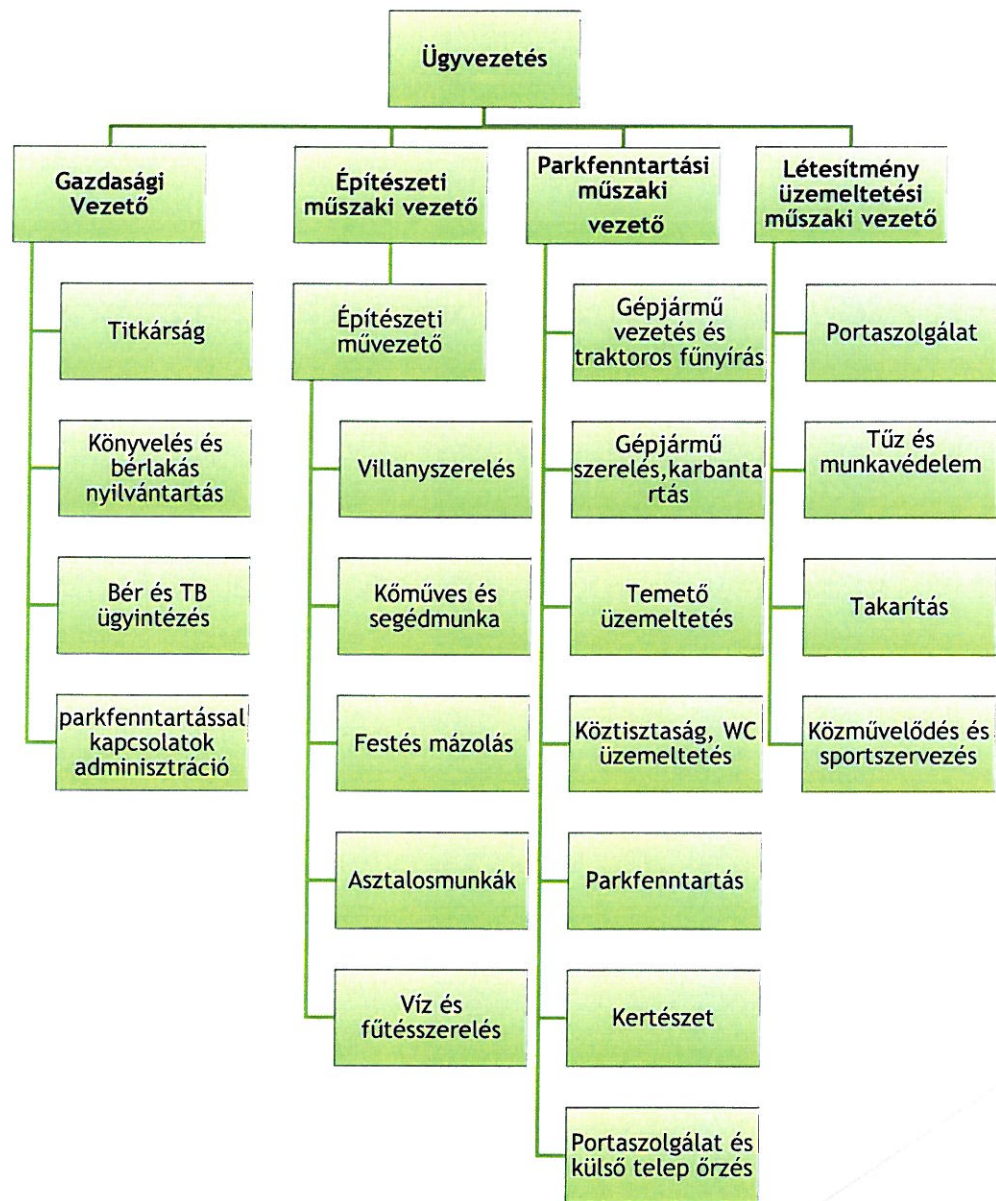 Ügyvezetés
Gazdasági
Vezető
Titkárság
Könyvelés és
bérlakás
nyilvántartás
Bér és TB
ügyintézés
parkfenntartással
kapcsolatok
adminisztráció
Építészeti
műszaki vezető
Építészeti
művezető
Villanyszerelés
Kőműves és
segédmunka
Festés mázolás
Asztalosmunkák
Víz és
fűtésszerelés
Parkfenntartási
műszaki
vezető
Gépjármű
vezetés és
traktoros fűnyírás
Gépjármű
szerelés,karbanta
rtás
Temető
üzemeltetés
Köztisztaság, WC
üzemeltetés
Parkfenntartás
Kertészet
Portaszolgálat és
külső telep őrzés
Létesítmény
üzemeltetési
műszaki vezető
Portaszolgálat
Tűz és
munkavédelem
Takarítás
Közművelődés és
sportszervezés